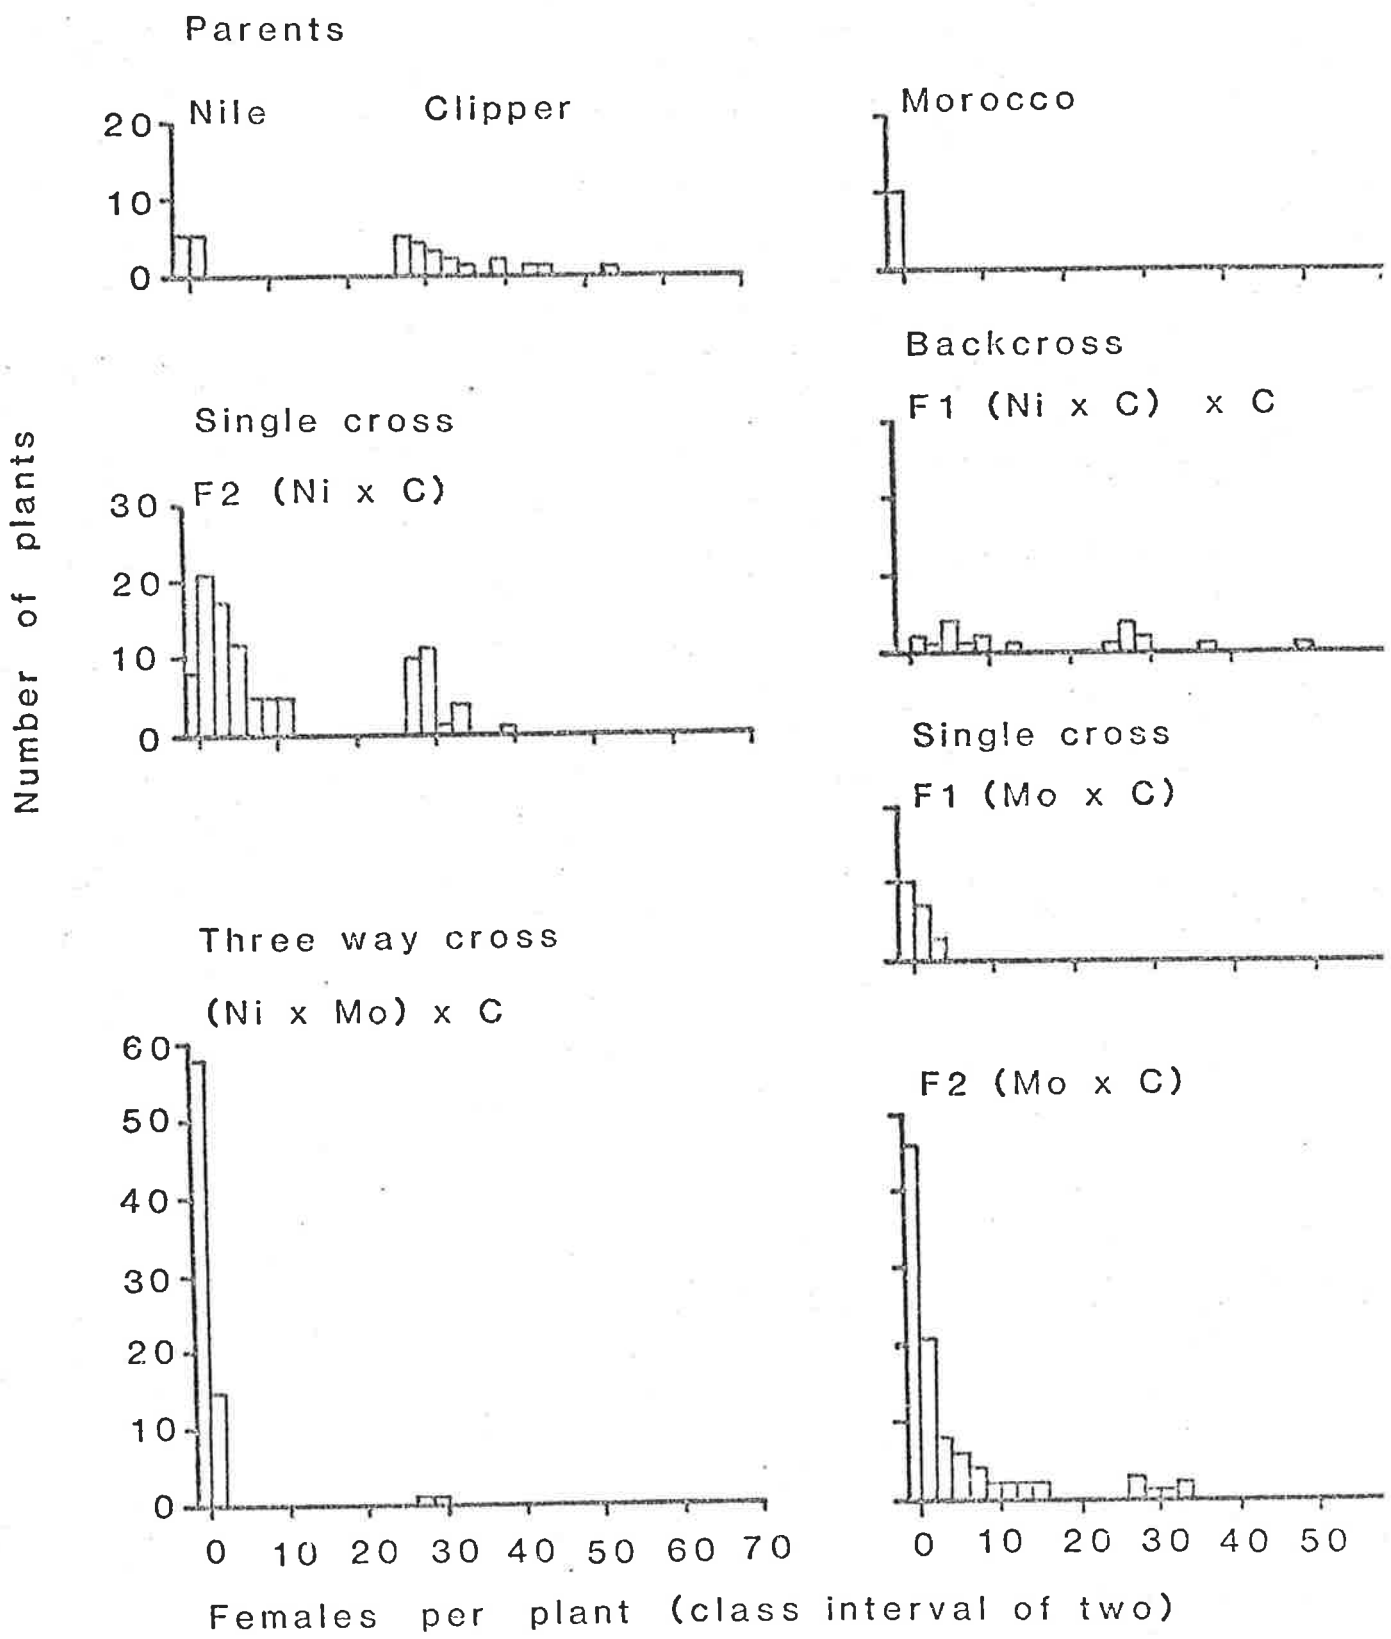 Parents
Nile
Clipper
Morocco
20
10
0
Backcross
F1 (Ni x C) x C
Single cross
F2 (Ni x C)
30
20
10
0
Number of plants
Single cross
F1 (Mo x C)
Three way cross
(Ni x Mo) x C
60
50
40
30
20
10
0
0 10 20 30 40 50 60 70
F2 (Mo x C)
0 10 20 30 40 50
Females per plant (class interval of two)